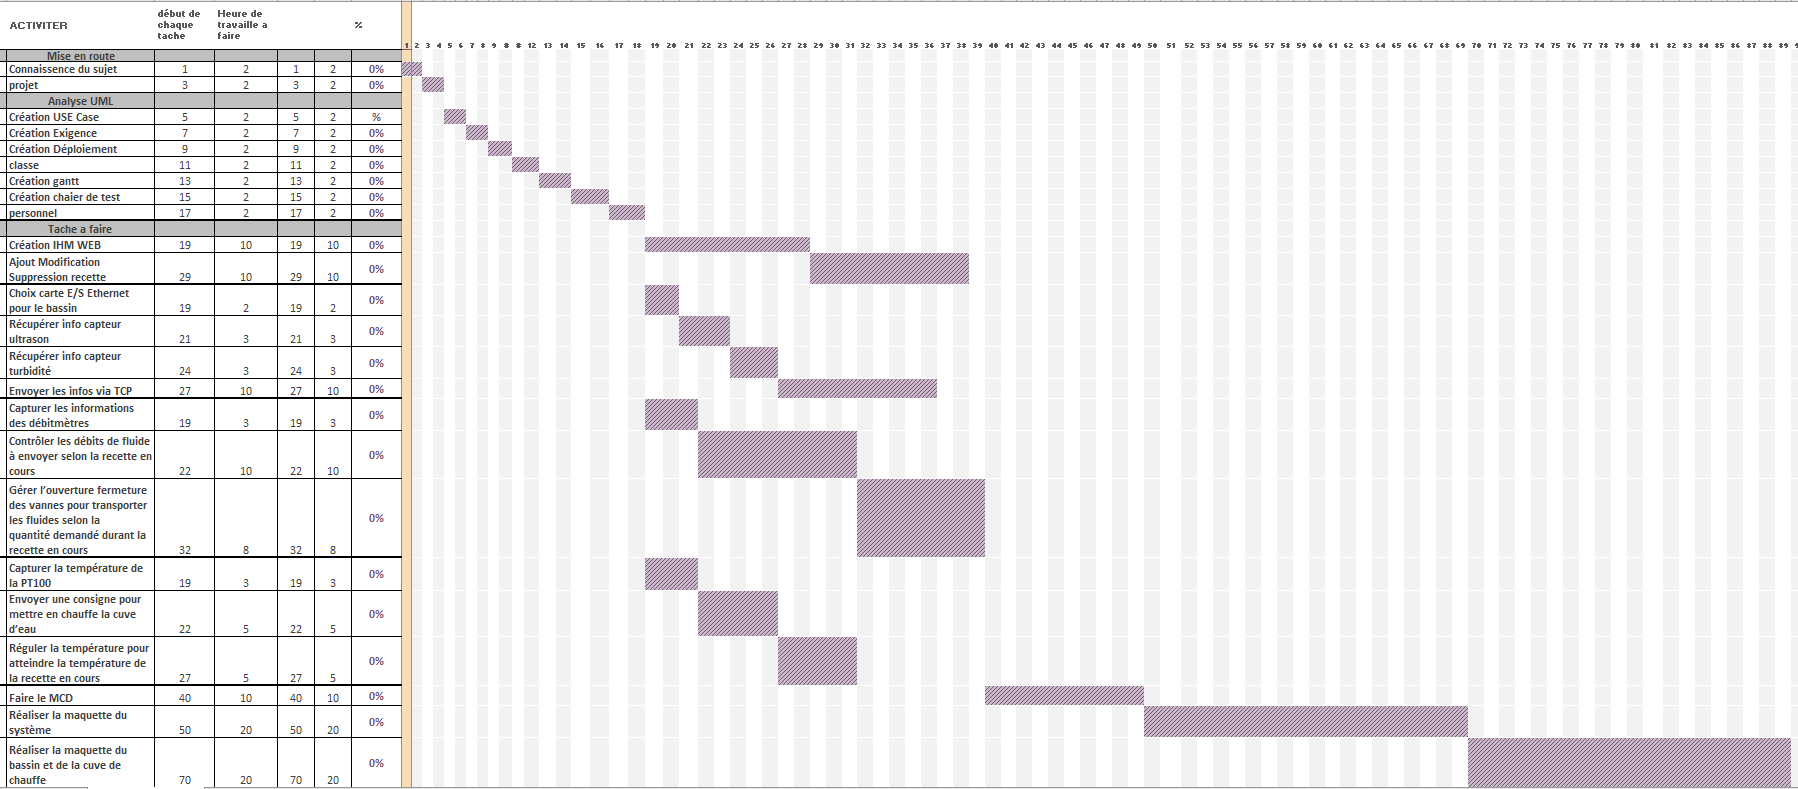 ACTIVITER
début de
chaque
tache
Heure de
travaille a
faire
%
1 2 3 4 5 6 7 8 9 12 13 14 15 16 17 18 19 20 21 22 23 24 25 26 27 28 29 30 31 32 33 34 35 36 37 38 39 40 41 42 43 44 45 46 47 48 49 50 51 52 53 54 55 56 57 58 59 60 61 62 63 64 65 66 67 68 69 70 71 72 73 74 75 76 77 78 79 80 81 82 83 84 85 86 87 88 89
Mise en route
Connaissence du sujet 1 2 1 2 0%
projet 3 2 3 2 0%
Analyse UML
Création USE Case 5 2 5 2 %
Création Exigence 7 2 7 2 0%
Création Déploiement 9 2 9 2 0%
classe 11 2 11 2 0%
Création gantt 13 2 13 2 0%
Création chaier de test 15 2 15 2 0%
personnel 17 2 17 2 0%
Tache a faire
Création IHM WEB 19 10 19 10 0%
Ajout Modification
Suppression recette 29 10 29 10 0%
Choix carte E/S Ethernet
pour le bassin 19 2 19 2 0%
Récupérer info capteur
ultrason 21 3 21 3 0%
Récupérer info capteur
turbidité 24 3 24 3 0%
Envoyer les infos via TCP 27 10 27 10 0%
Capturer les informations
des débitmètres 19 3 19 3 0%
Contrôler les débits de fluide
à envoyer selon la recette en
cours 22 10 22 10 0%
Gérer l'ouverture fermeture
des vannes pour transporter
les fluides selon la
quantité demandé durant la
recette en cours 32 8 32 8 0%
Capturer la température de
la PT100 19 3 19 3 0%
Envoyer une consigne pour
mettre en chauffe la cuve
d'eau 22 5 22 5 0%
Réguler la température pour
atteindre la température de
la recette en cours 27 5 27 5 0%
Faire le MCD 40 10 40 10 0%
Réaliser la maquette du
système 50 20 50 20 0%
Réaliser la maquette du
bassin et de la cuve de
chauffe 70 20 70 20 0%